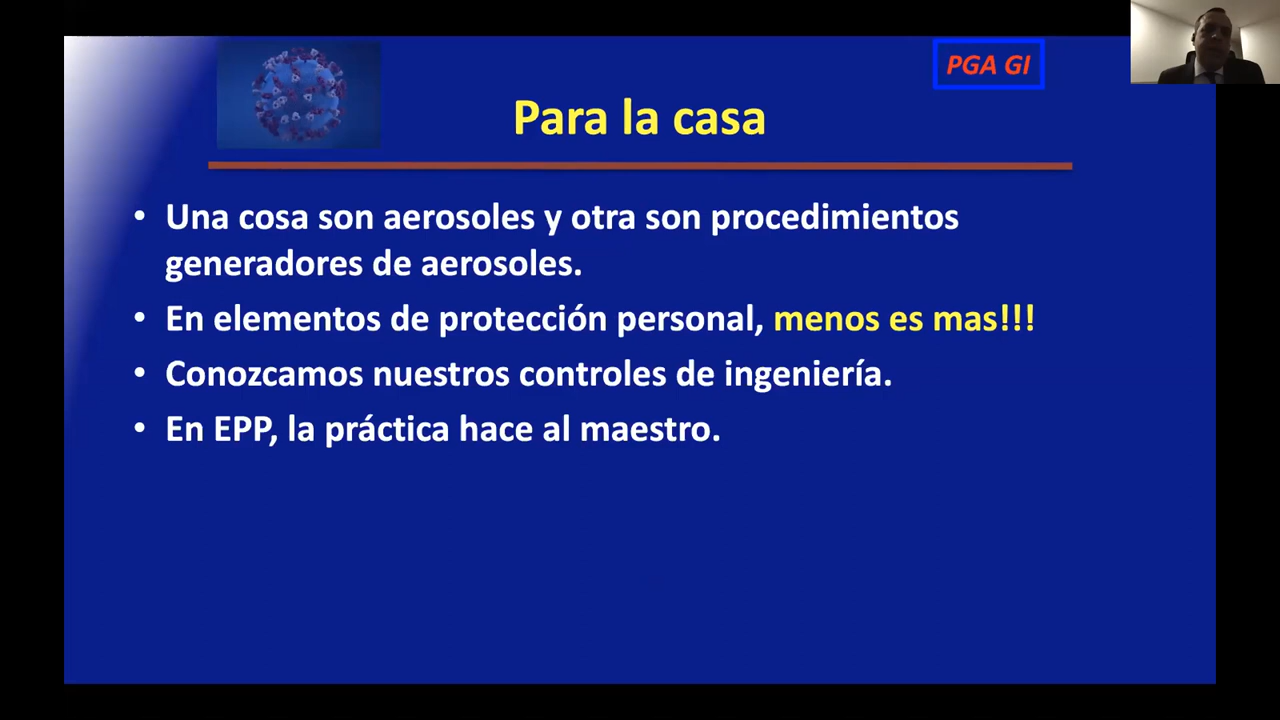 PGA GI
Para la casa
• Una cosa son aerosoles y otra son procedimientos
generadores de aerosoles.
• En elementos de protección personal, menos es mas!!!
• Conozcamos nuestros controles de ingeniería.
• En EPP, la práctica hace al maestro.